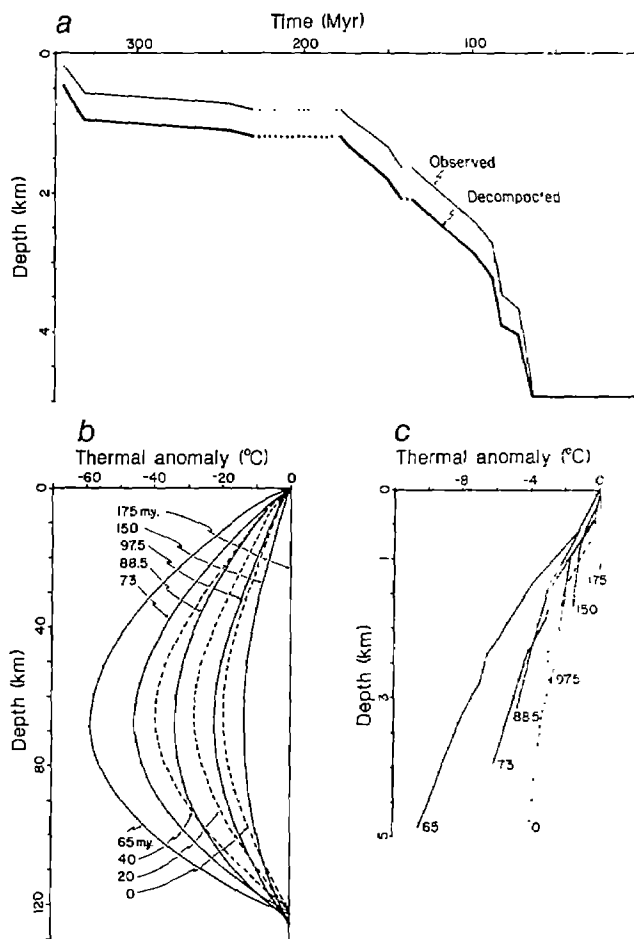 a
Time (Myr)
300 200 100
0
2
4
Depth (km)
Observed
Decompacted
b
Thermal anomaly (°C)
-60 -40 -20 0
0
40
80
120
Depth (km)
175 my.
150
97.5
88.5
73
65 my.
40
20
0
c
Thermal anomaly (°C)
-8 -4 0
0
1
3
5
Depth (km)
175
150
97.5
88.5
73
65
0